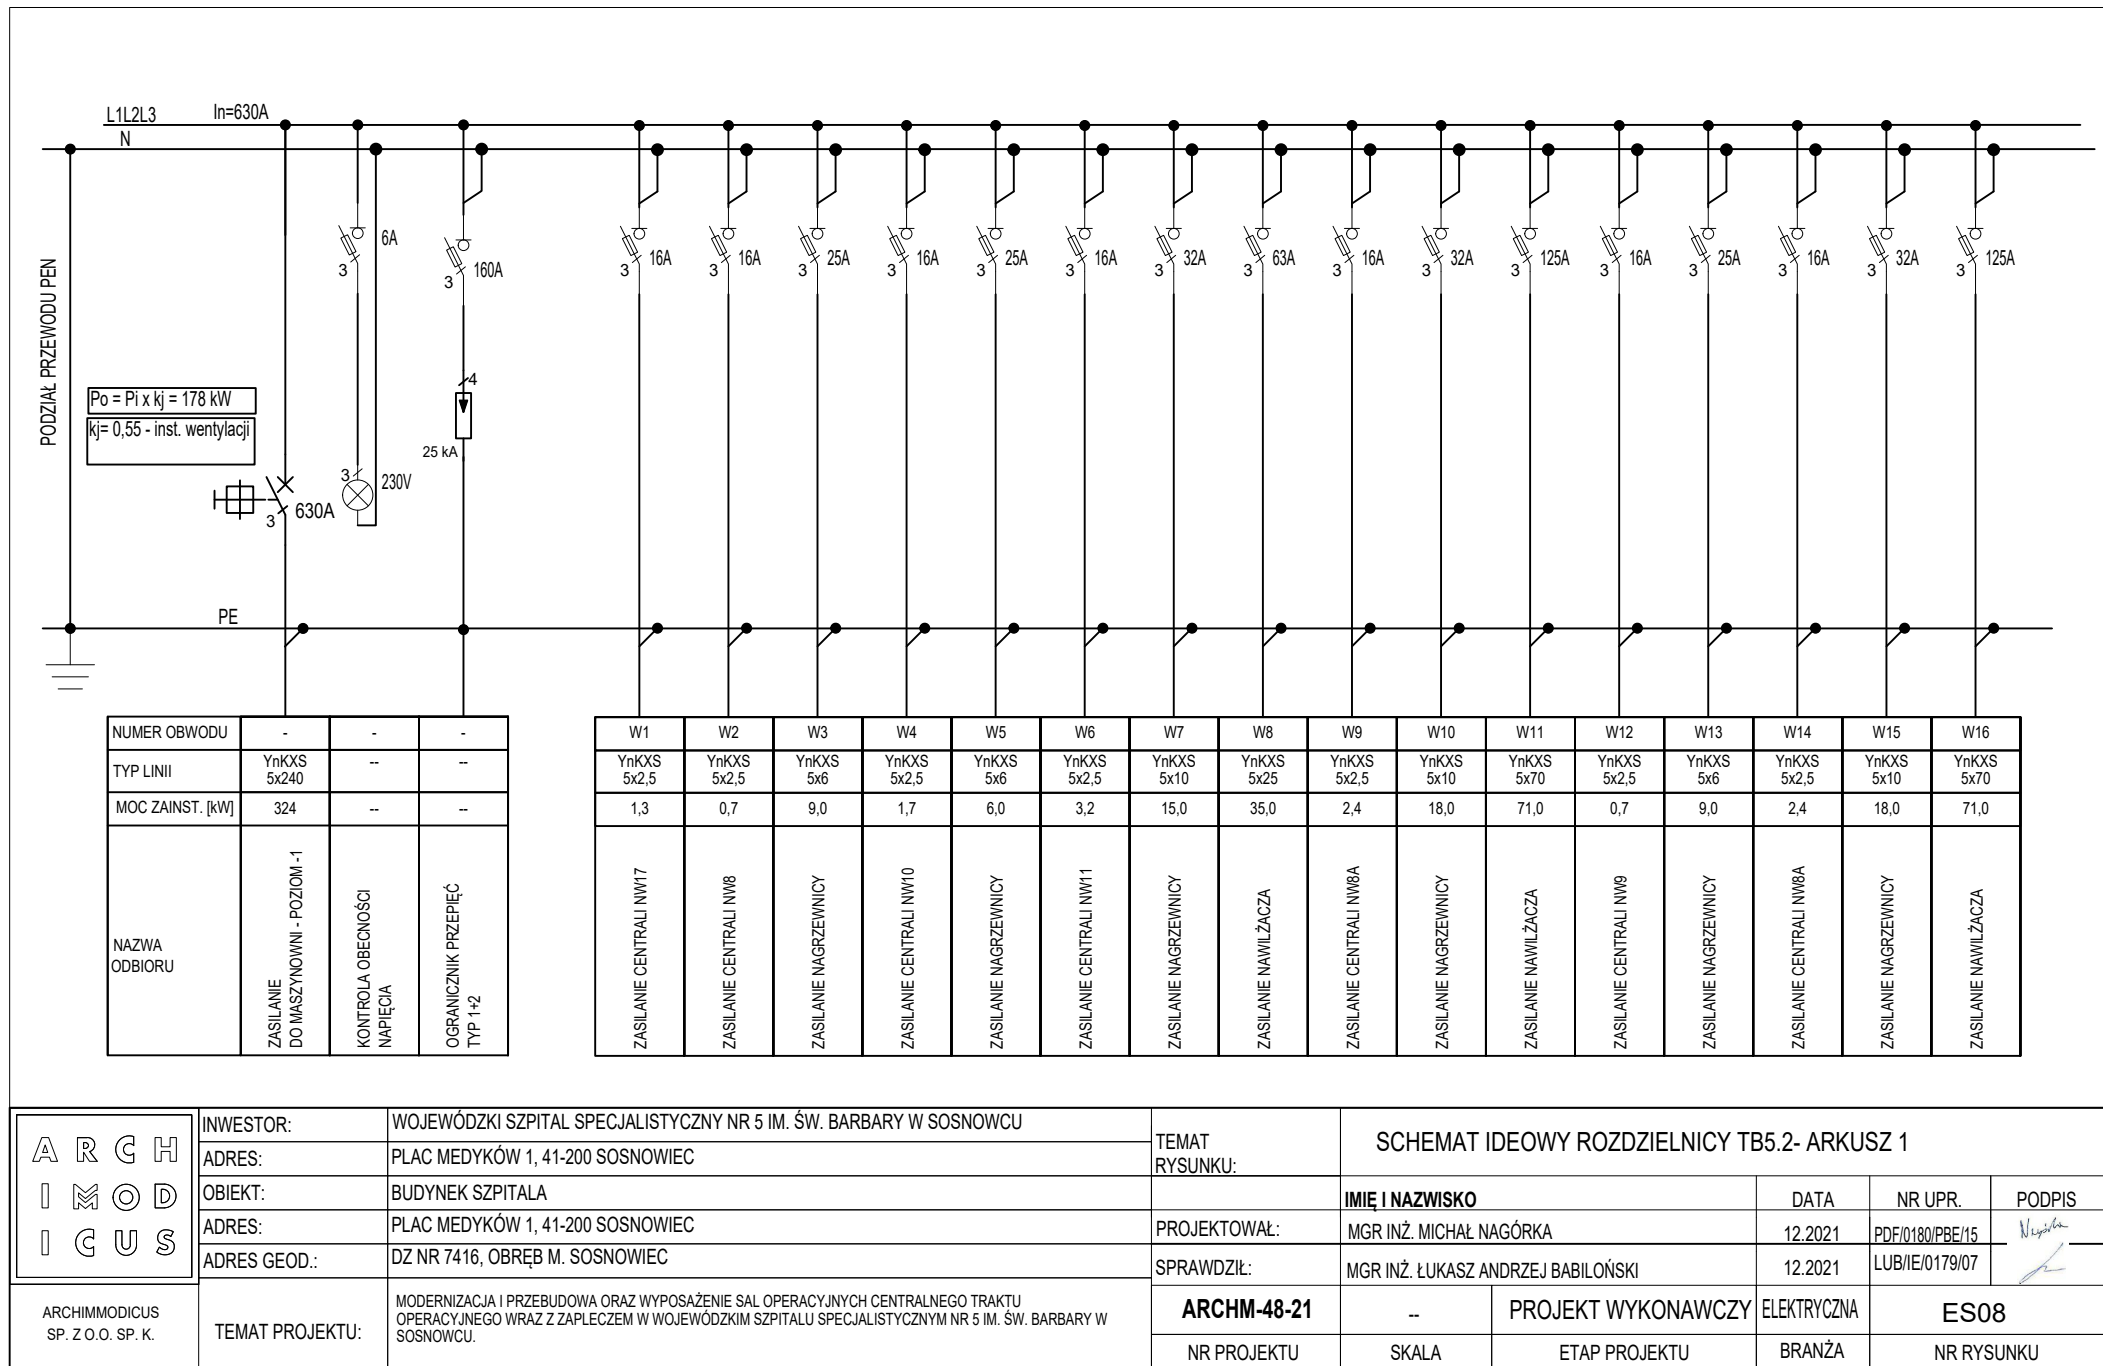 L1L2L3
In=630A
N
PODZIAŁ PRZEWODU PEN
Po = Pi x kj = 178 kW
kj= 0,55 - inst. wentylacji
3
630A
6A
3
3
230V
160A
3
4
25 kA
16A
3
16A
3
25A
3
16A
3
25A
3
16A
3
32A
3
63A
3
16A
3
32A
3
125A
3
16A
3
25A
3
16A
3
32A
3
125A
3
PE
NUMER OBWODU - - - W1 W2 W3 W4 W5 W6 W7 W8 W9 W10 W11 W12 W13 W14 W15 W16
TYP LINII
YnKXS 5x240
--
--
YnKXS 5x2,5
YnKXS 5x2,5
YnKXS 5x6
YnKXS 5x2,5
YnKXS 5x6
YnKXS 5x2,5
YnKXS 5x10
YnKXS 5x25
YnKXS 5x2,5
YnKXS 5x10
YnKXS 5x70
YnKXS 5x2,5
YnKXS 5x6
YnKXS 5x2,5
YnKXS 5x10
YnKXS 5x70
MOC ZAINST. [kW] 324 -- -- 1,3 0,7 9,0 1,7 6,0 3,2 15,0 35,0 2,4 18,0 71,0 0,7 9,0 2,4 18,0 71,0
NAZWA
ODBIORU
ZASILANIE
DO MASZYNOWNI - POZIOM -1
KONTROLA OBECNOŚCI
NAPIĘCIA
OGRANICZNIK PRZEPIĘĆ
TYP 1+2
ZASILANIE CENTRALI NW17
ZASILANIE CENTRALI NW8
ZASILANIE NAGRZEWNICY
ZASILANIE CENTRALI NW10
ZASILANIE NAGRZEWNICY
ZASILANIE CENTRALI NW11
ZASILANIE NAGRZEWNICY
ZASILANIE NAWILŻACZA
ZASILANIE CENTRALI NW8A
ZASILANIE NAGRZEWNICY
ZASILANIE NAWILŻACZA
ZASILANIE CENTRALI NW9
ZASILANIE NAGRZEWNICY
ZASILANIE CENTRALI NW8A
ZASILANIE NAGRZEWNICY
ZASILANIE NAWILŻACZA
ARCH
IMOD
ICUS
ARCHIMMODICUS
SP. Z O.O. SP. K.
INWESTOR: WOJEWÓDZKI SZPITAL SPECJALISTYCZNY NR 5 IM. ŚW. BARBARY W SOSNOWCU
ADRES: PLAC MEDYKÓW 1, 41-200 SOSNOWIEC
OBIEKT: BUDYNEK SZPITALA
ADRES: PLAC MEDYKÓW 1, 41-200 SOSNOWIEC
ADRES GEOD.: DZ NR 7416, OBRĘB M. SOSNOWIEC
TEMAT PROJEKTU:
MODERNIZACJA I PRZEBUDOWA ORAZ WYPOSAŻENIE SAL OPERACYJNYCH CENTRALNEGO TRAKTU
OPERACYJNEGO WRAZ Z ZAPLECZEM W WOJEWÓDZKIM SZPITALU SPECJALISTYCZNYM NR 5 IM. ŚW. BARBARY W
SOSNOWCU.
TEMAT
RYSUNKU:
SCHEMAT IDEOWY ROZDZIELNICY TB5.2- ARKUSZ 1
IMIĘ I NAZWISKO DATA NR UPR. PODPIS
PROJEKTOWAŁ: MGR INŻ. MICHAŁ NAGÓRKA 12.2021 PDF/0180/PBE/15
SPRAWDZIŁ: MGR INŻ. ŁUKASZ ANDRZEJ BABILOŃSKI 12.2021 LUB/IE/0179/07
ARCHM-48-21 -- PROJEKT WYKONAWCZY ELEKTRYCZNA ES08
NR PROJEKTU SKALA ETAP PROJEKTU BRANŻA NR RYSUNKU